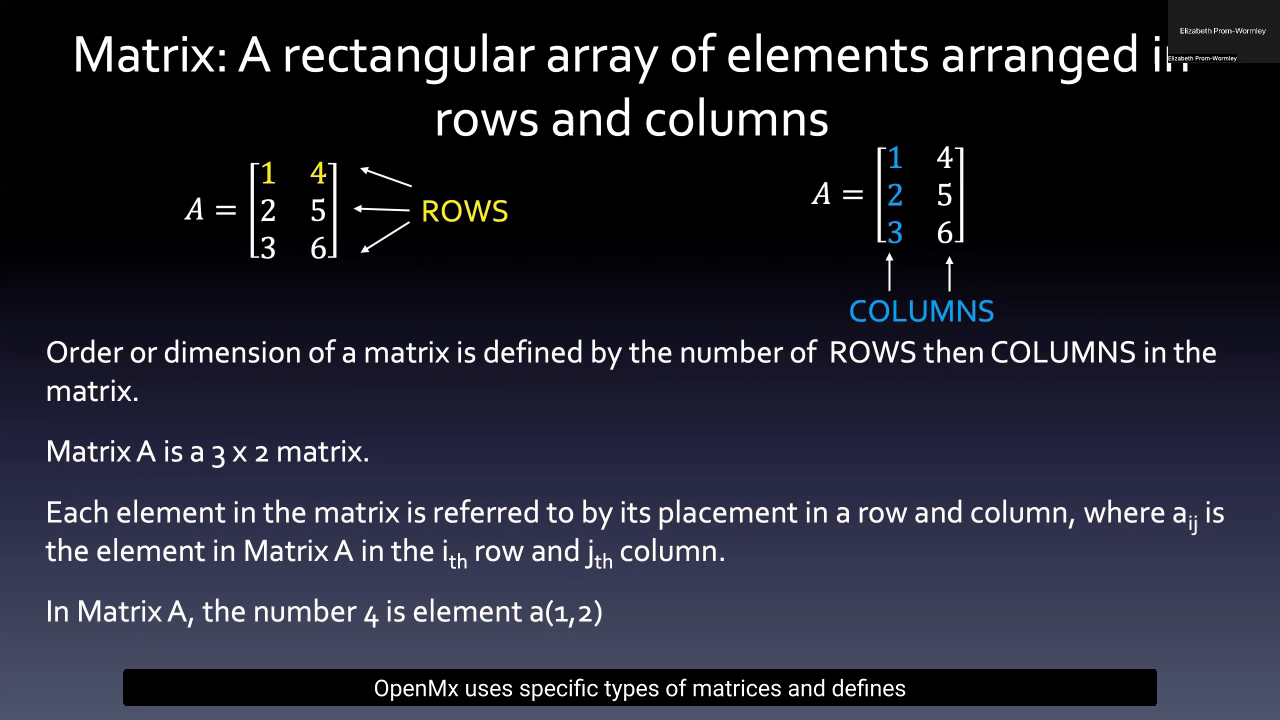 Elizabeth Prom-Wormley
Elizabeth Prom-Wormley
Matrix: A rectangular array of elements arranged in
rows and columns
A = [1 4
2 5
3 6]
ROWS
A = [1 4
2 5
3 6]
COLUMNS
Order or dimension of a matrix is defined by the number of ROWS then COLUMNS in the
matrix.
Matrix A is a 3 x 2 matrix.
Each element in the matrix is referred to by its placement in a row and column, where aij is
the element in Matrix A in the ith row and jth column.
In Matrix A, the number 4 is element a(1,2)
OpenMx uses specific types of matrices and defines